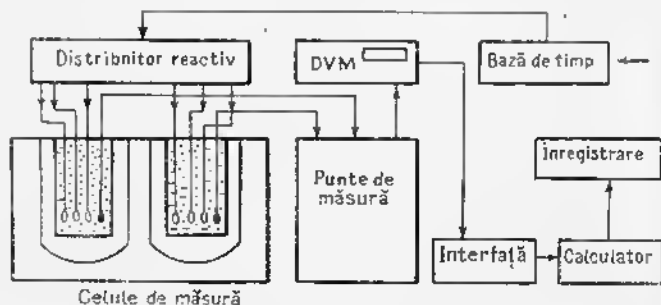 Distribnitor reactiv
DVM
Bază de timp
Inregistrare
Punte de
măsură
Interfață
Calculator
Celule de măsură